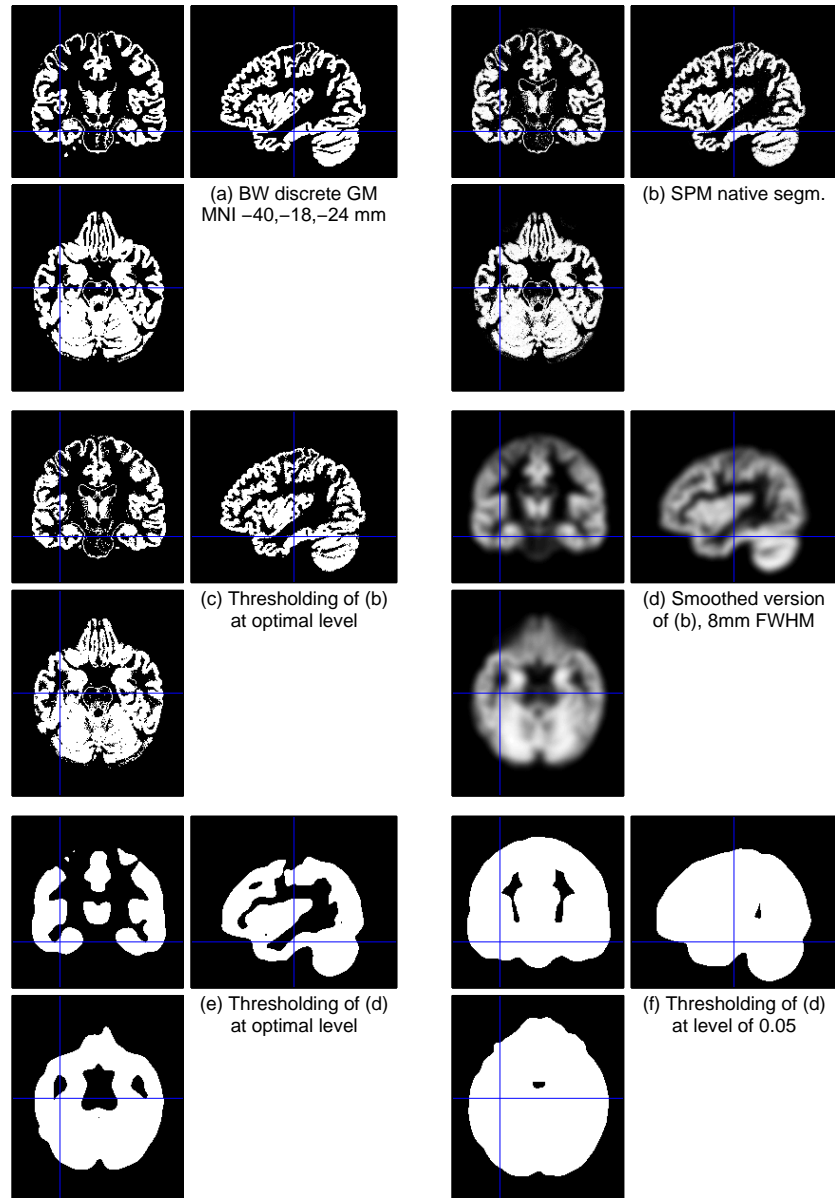 (a) BW discrete GM
MNI −40,−18,−24 mm
(b) SPM native segm.
(c) Thresholding of (b)
at optimal level
(d) Smoothed version
of (b), 8mm FWHM
(e) Thresholding of (d)
at optimal level
(f) Thresholding of (d)
at level of 0.05